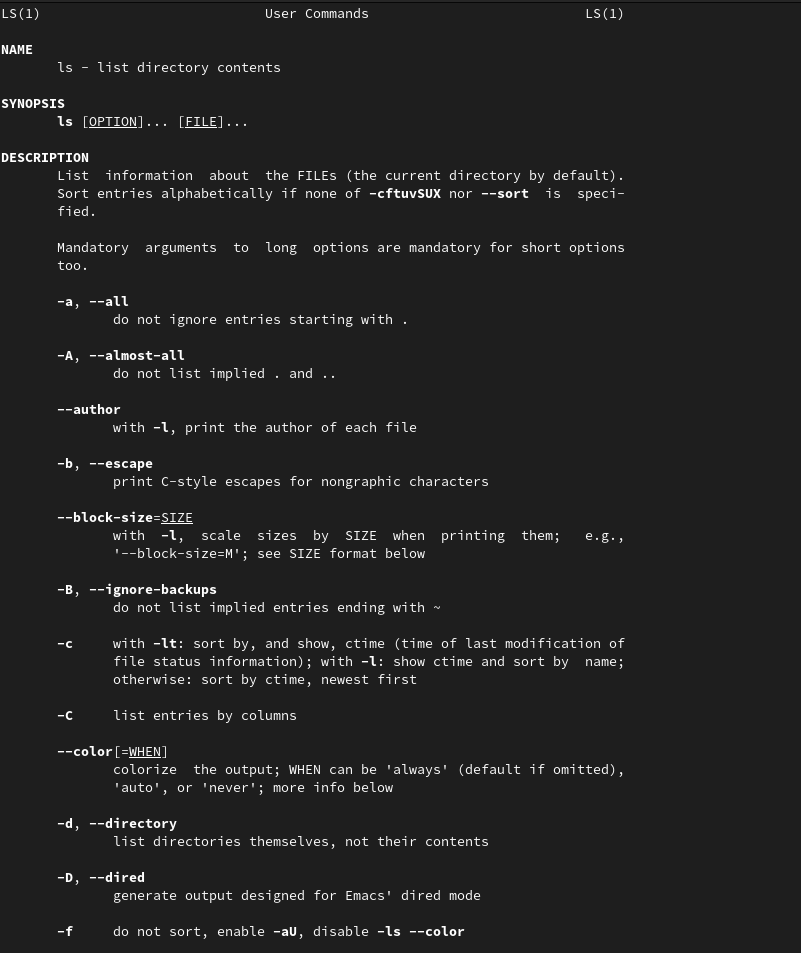 LS(1)                            User Commands                           LS(1)

NAME
       ls - list directory contents

SYNOPSIS
       ls [OPTION]... [FILE]...

DESCRIPTION
       List  information  about  the FILEs (the current directory by default).
       Sort entries alphabetically if none of -cftuvSUX nor --sort  is  speci-
       fied.

       Mandatory  arguments  to  long  options are mandatory for short options
       too.

       -a, --all
              do not ignore entries starting with .

       -A, --almost-all
              do not list implied . and ..

       --author
              with -l, print the author of each file

       -b, --escape
              print C-style escapes for nongraphic characters

       --block-size=SIZE
              with  -l,  scale  sizes  by  SIZE  when  printing  them;   e.g.,
              '--block-size=M'; see SIZE format below

       -B, --ignore-backups
              do not list implied entries ending with ~

       -c     with -lt: sort by, and show, ctime (time of last modification of
              file status information); with -l: show ctime and sort by  name;
              otherwise: sort by ctime, newest first

       -C     list entries by columns

       --color[=WHEN]
              colorize  the output; WHEN can be 'always' (default if omitted),
              'auto', or 'never'; more info below

       -d, --directory
              list directories themselves, not their contents

       -D, --dired
              generate output designed for Emacs' dired mode

       -f     do not sort, enable -aU, disable -ls --color